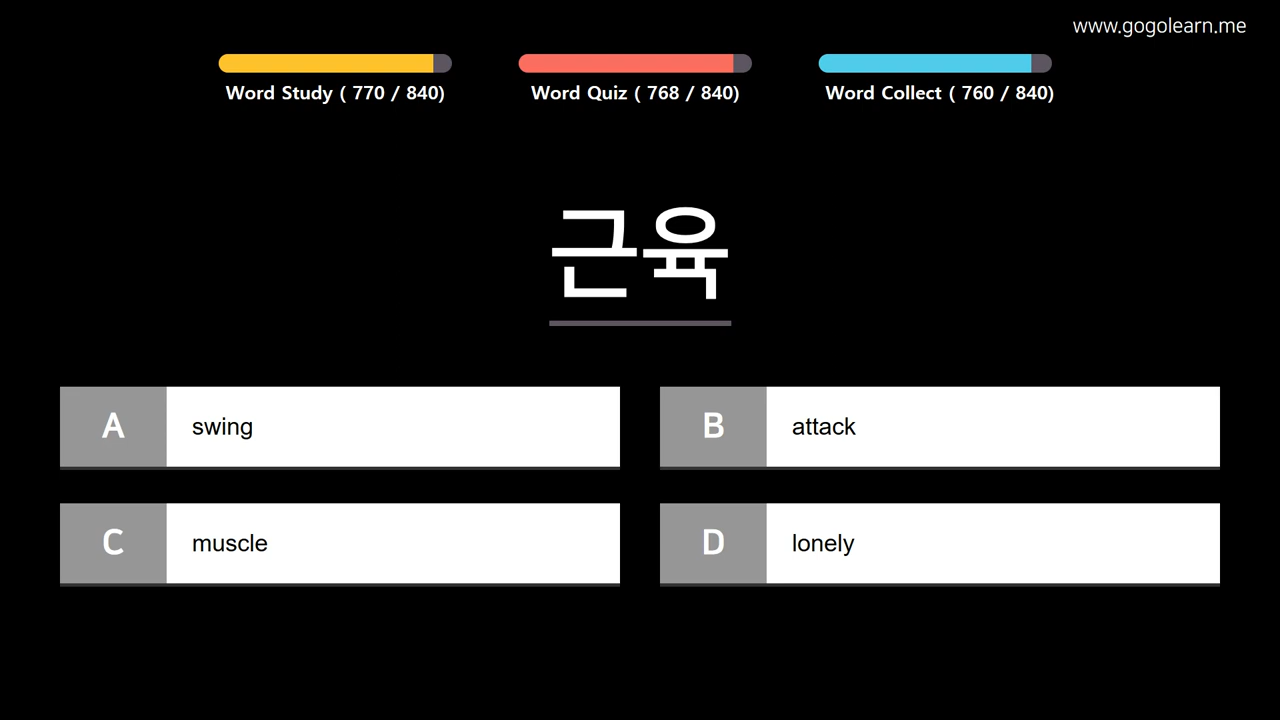 www.gogolearn.me
Word Study ( 770 / 840)
Word Quiz ( 768 / 840)
Word Collect ( 760 / 840)
근육
A swing
B attack
C muscle
D lonely